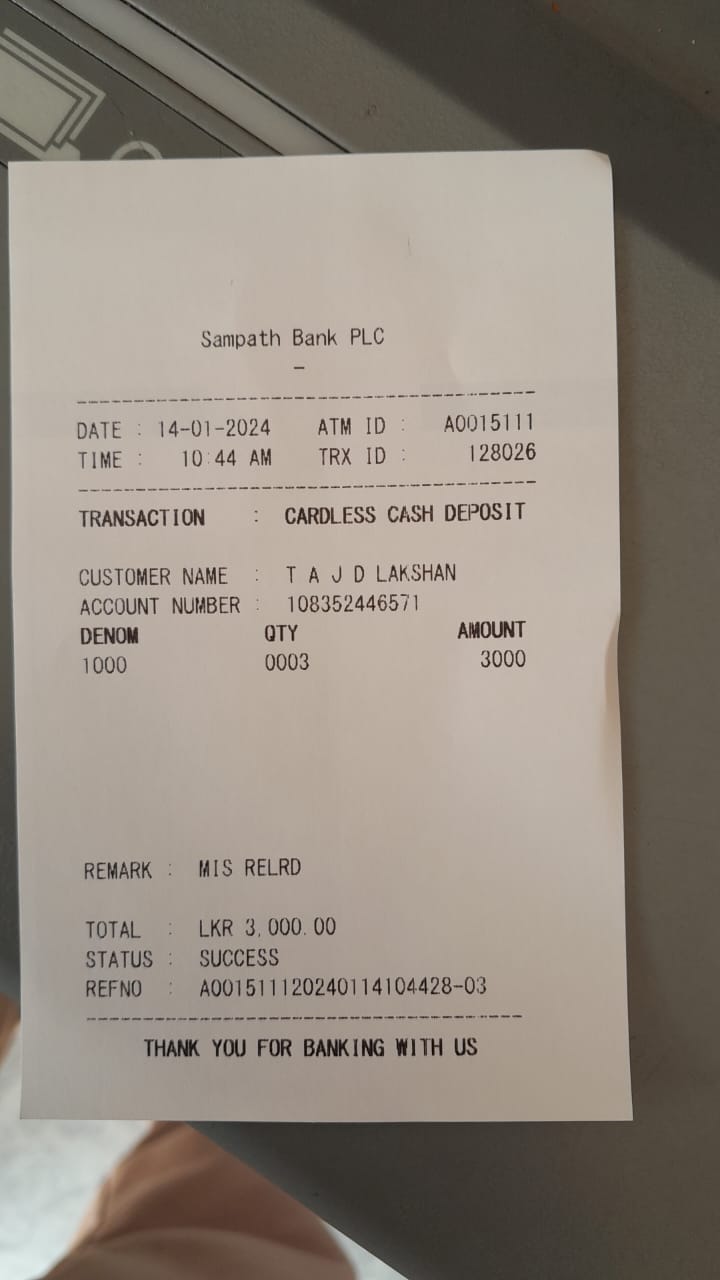 Sampath Bank PLC
-
DATE : 14-01-2024 ATM ID : A0015111
TIME : 10:44 AM TRX ID : 128026
TRANSACTION : CARDLESS CASH DEPOSIT
CUSTOMER NAME : T A J D LAKSHAN
ACCOUNT NUMBER : 108352446571
DENOM QTY AMOUNT
1000 0003 3000
REMARK : MIS RELRD
TOTAL : LKR 3,000.00
STATUS : SUCCESS
REFNO : A001511120240114104428-03
THANK YOU FOR BANKING WITH US